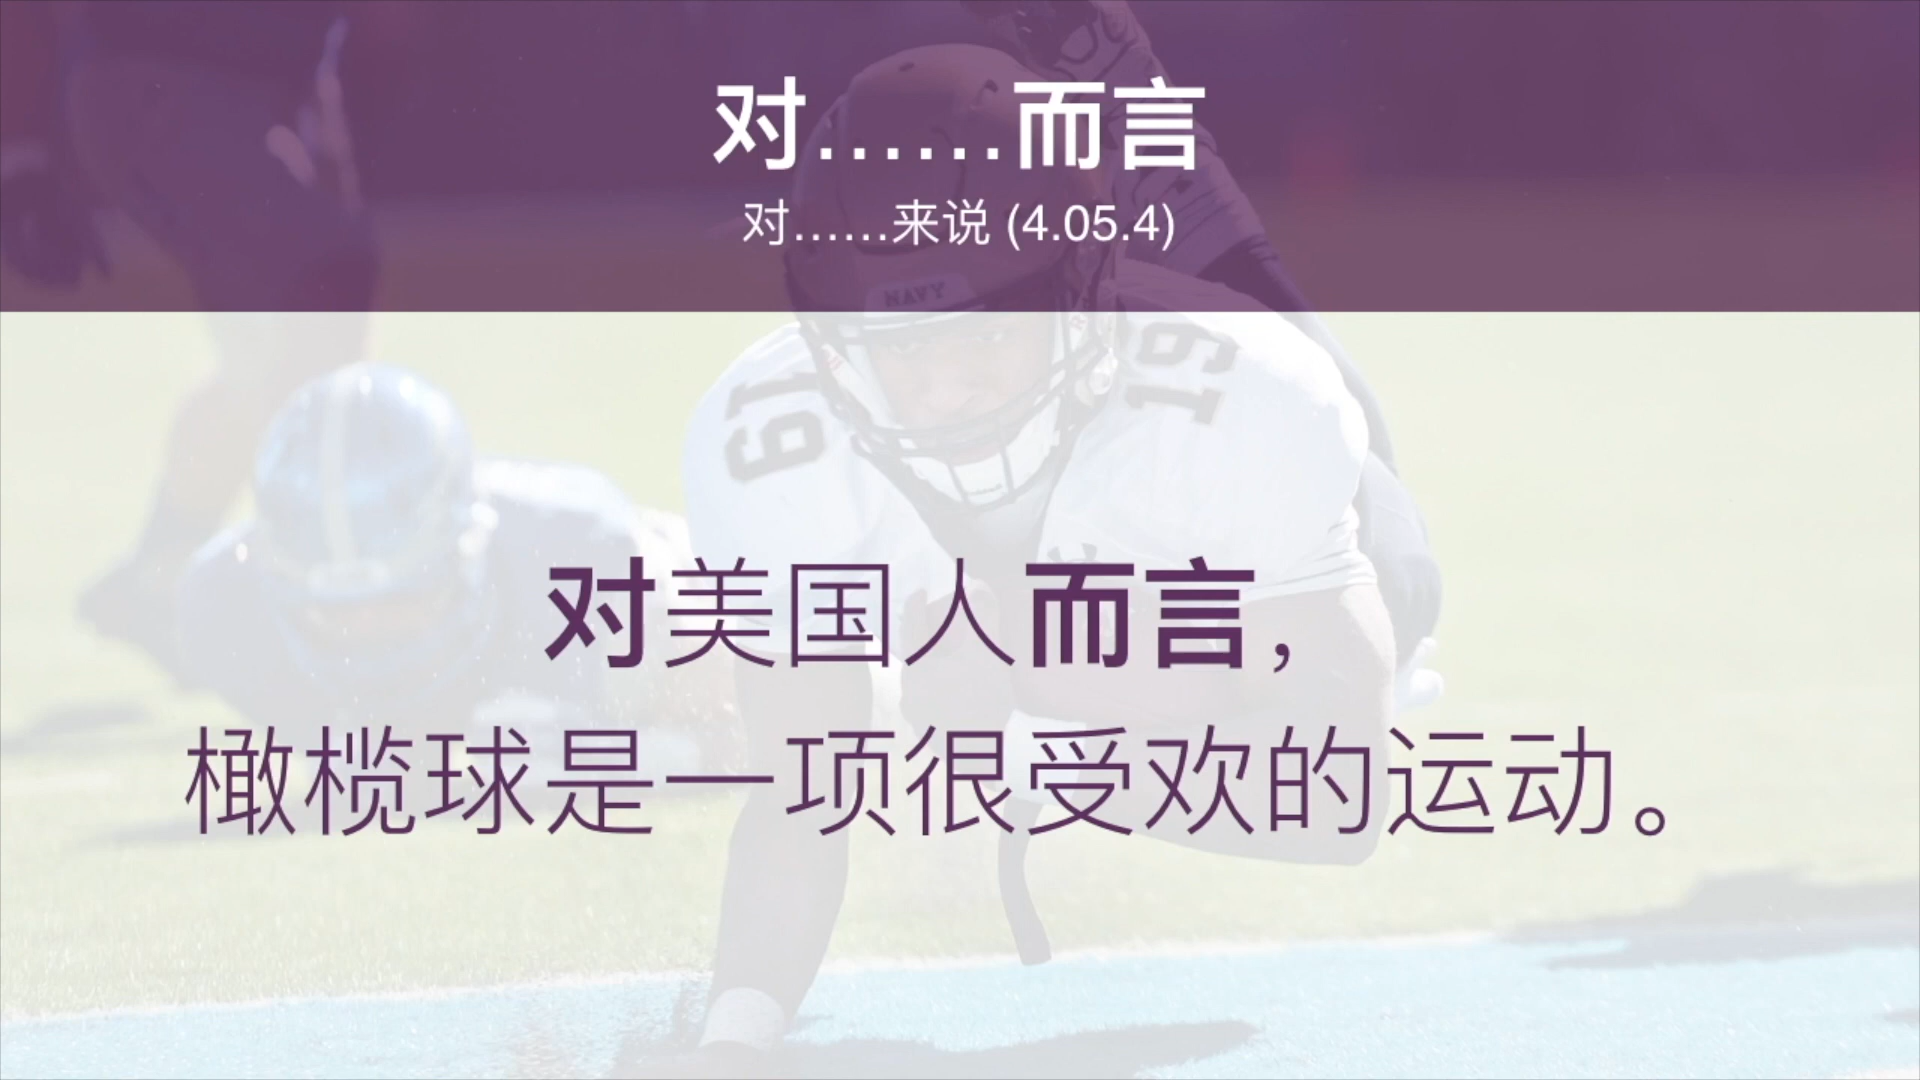 对……而言
对……来说 (4.05.4)
NAVY
19
19
对美国人而言，
橄榄球是一项很受欢的运动。